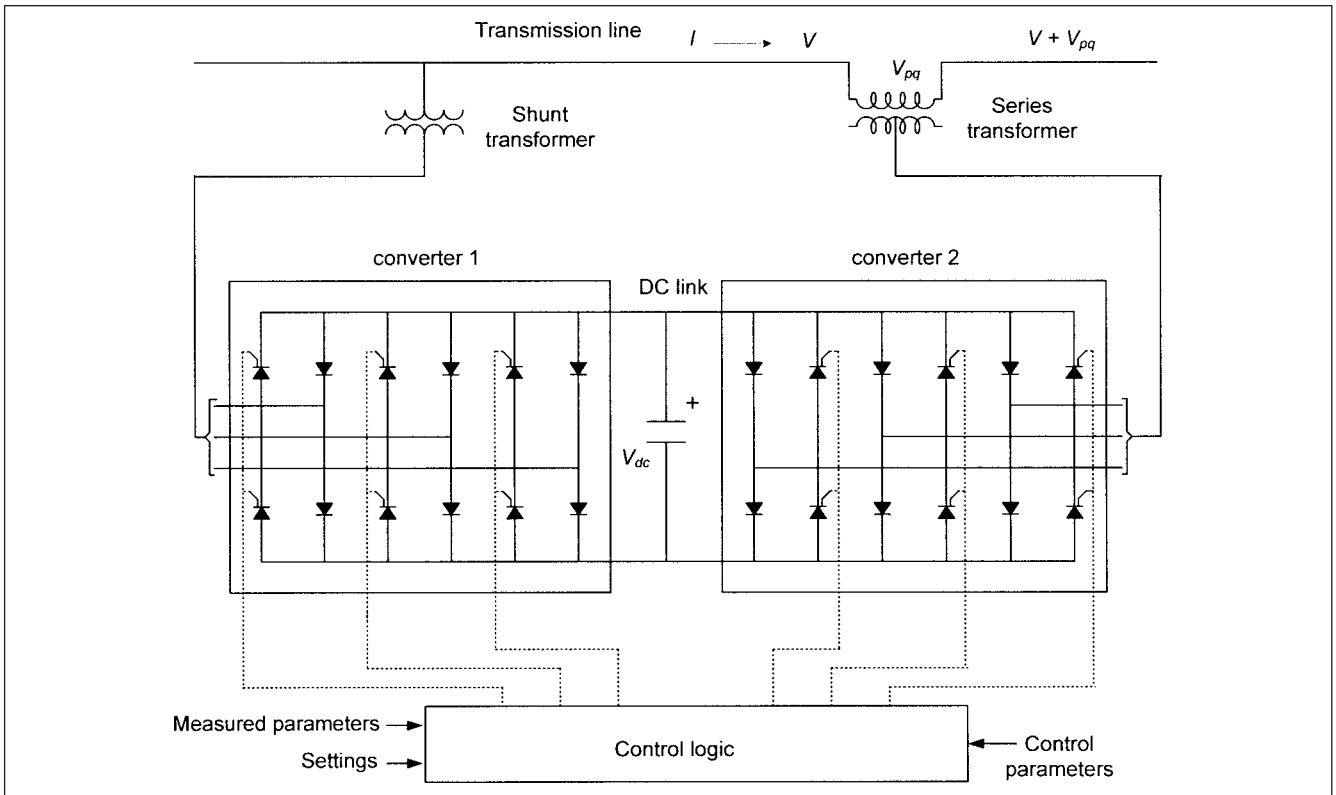 Transmission line
I
V
V + Vpq
Vpq
Shunt
transformer
Series
transformer
converter 1
converter 2
DC link
+
Vdc
Measured parameters
Settings
Control logic
Control
parameters